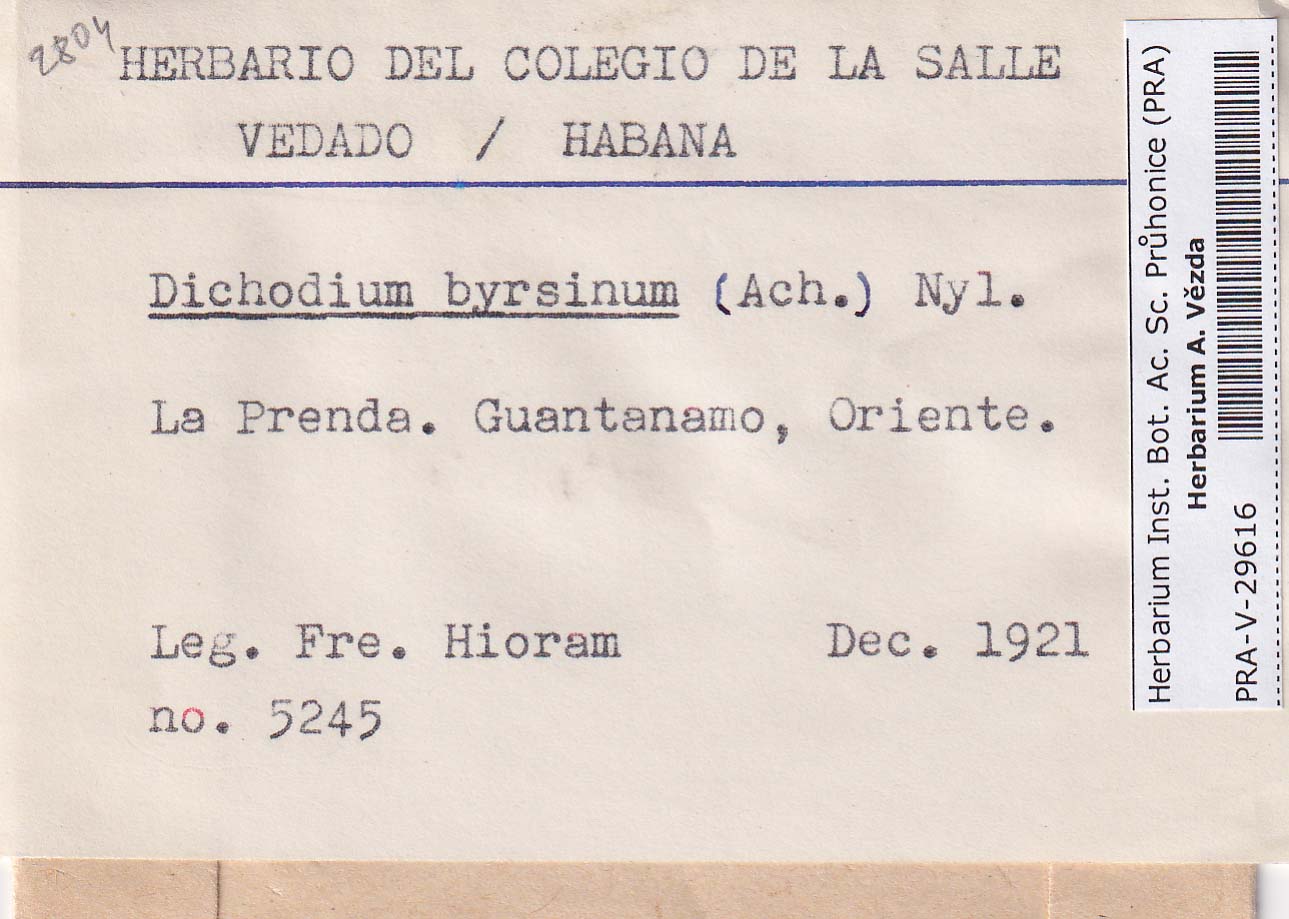 2804
HERBARIO DEL COLEGIO DE LA SALLE
VEDADO / HABANA
Dichodium byrsinum (Ach.) Nyl.
La Prenda. Guantanamo, Oriente.
Leg. Fre. Hioram Dec. 1921
no. 5245
Herbarium Inst. Bot. Ac. Sc. Průhonice (PRA)
Herbarium A. Vězda
PRA-V-29616